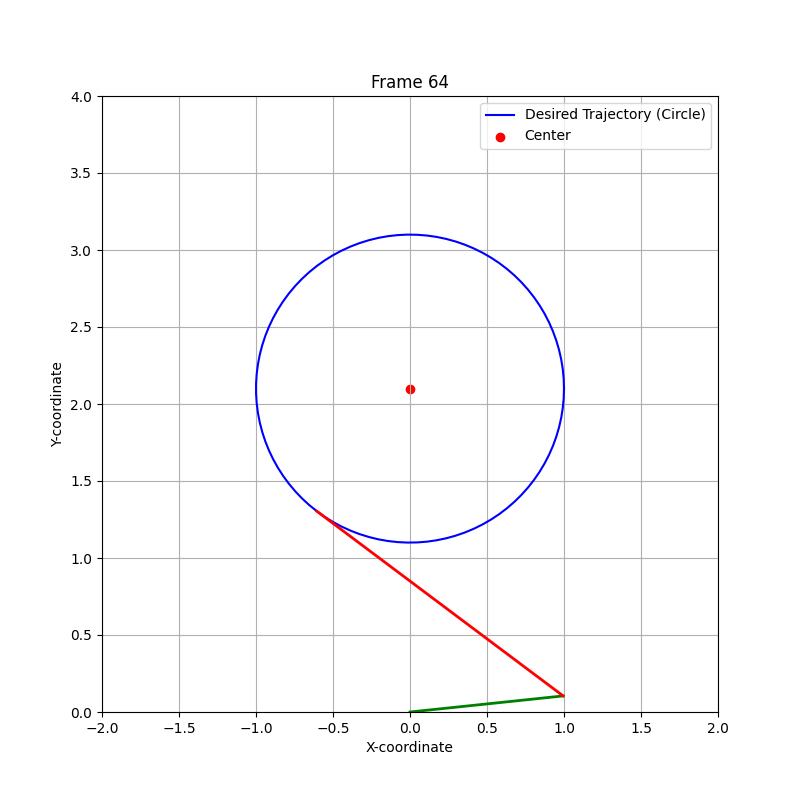 Frame 64
Desired Trajectory (Circle)
Center
4.0
3.5
3.0
2.5
2.0
1.5
1.0
0.5
0.0
Y-coordinate
−2.0 −1.5 −1.0 −0.5 0.0 0.5 1.0 1.5 2.0
X-coordinate